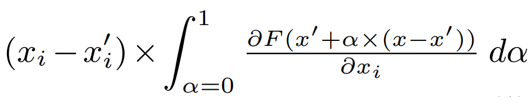 (x_i − x′_i) × ∫_{α=0}^{1} ∂F(x′+α×(x−x′))/∂x_i dα